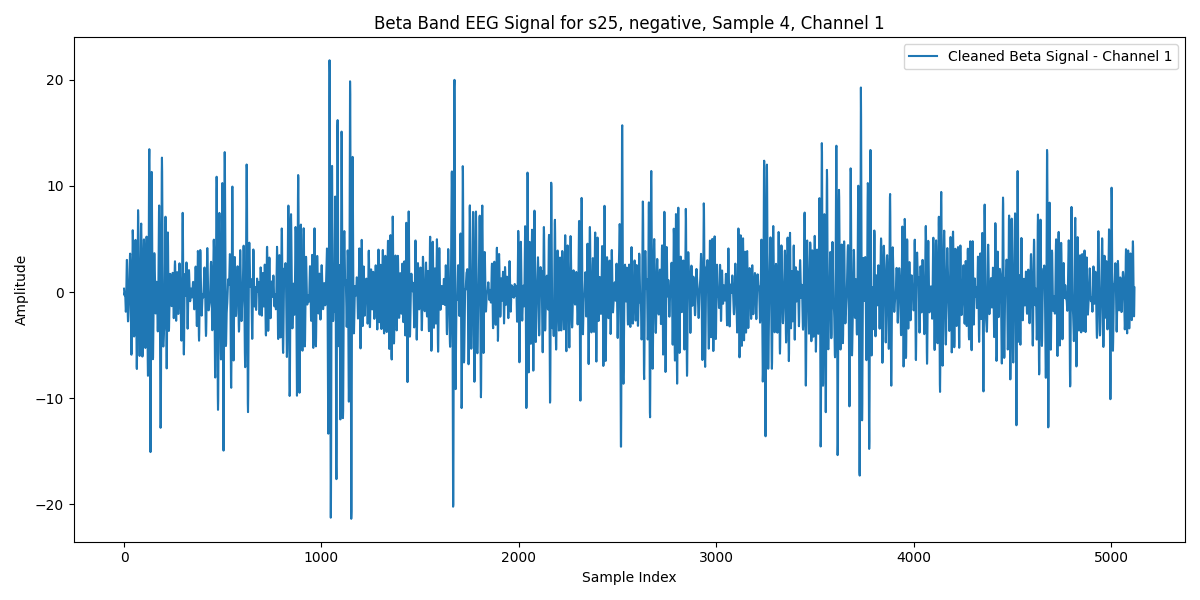 Beta Band EEG Signal for s25, negative, Sample 4, Channel 1
Cleaned Beta Signal - Channel 1
Amplitude
20
10
0
−10
−20
0 1000 2000 3000 4000 5000
Sample Index